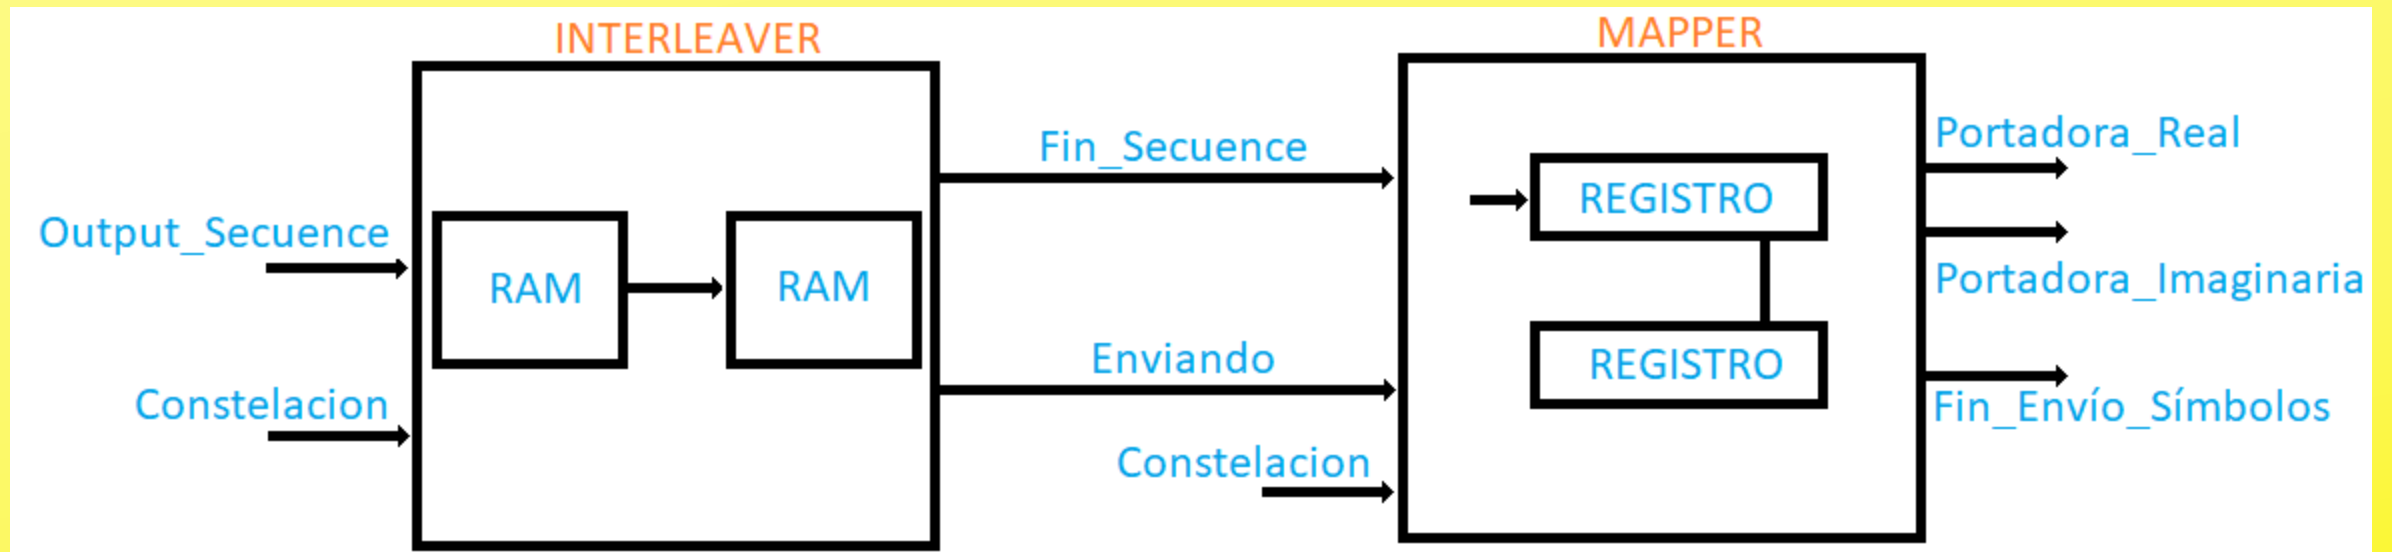 INTERLEAVER
MAPPER
Output_Secuence
Constelacion
RAM
RAM
Fin_Secuence
Enviando
Constelacion
REGISTRO
REGISTRO
Portadora_Real
Portadora_Imaginaria
Fin_Envío_Símbolos